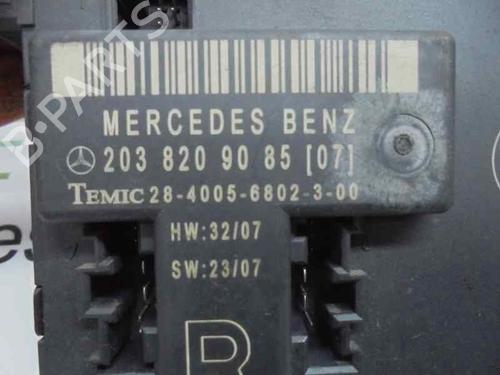 MERCEDES BENZ
203 820 90 85 [07]
TEMIC 28-4005-6802-3-00
HW:32/07
SW:23/07
R